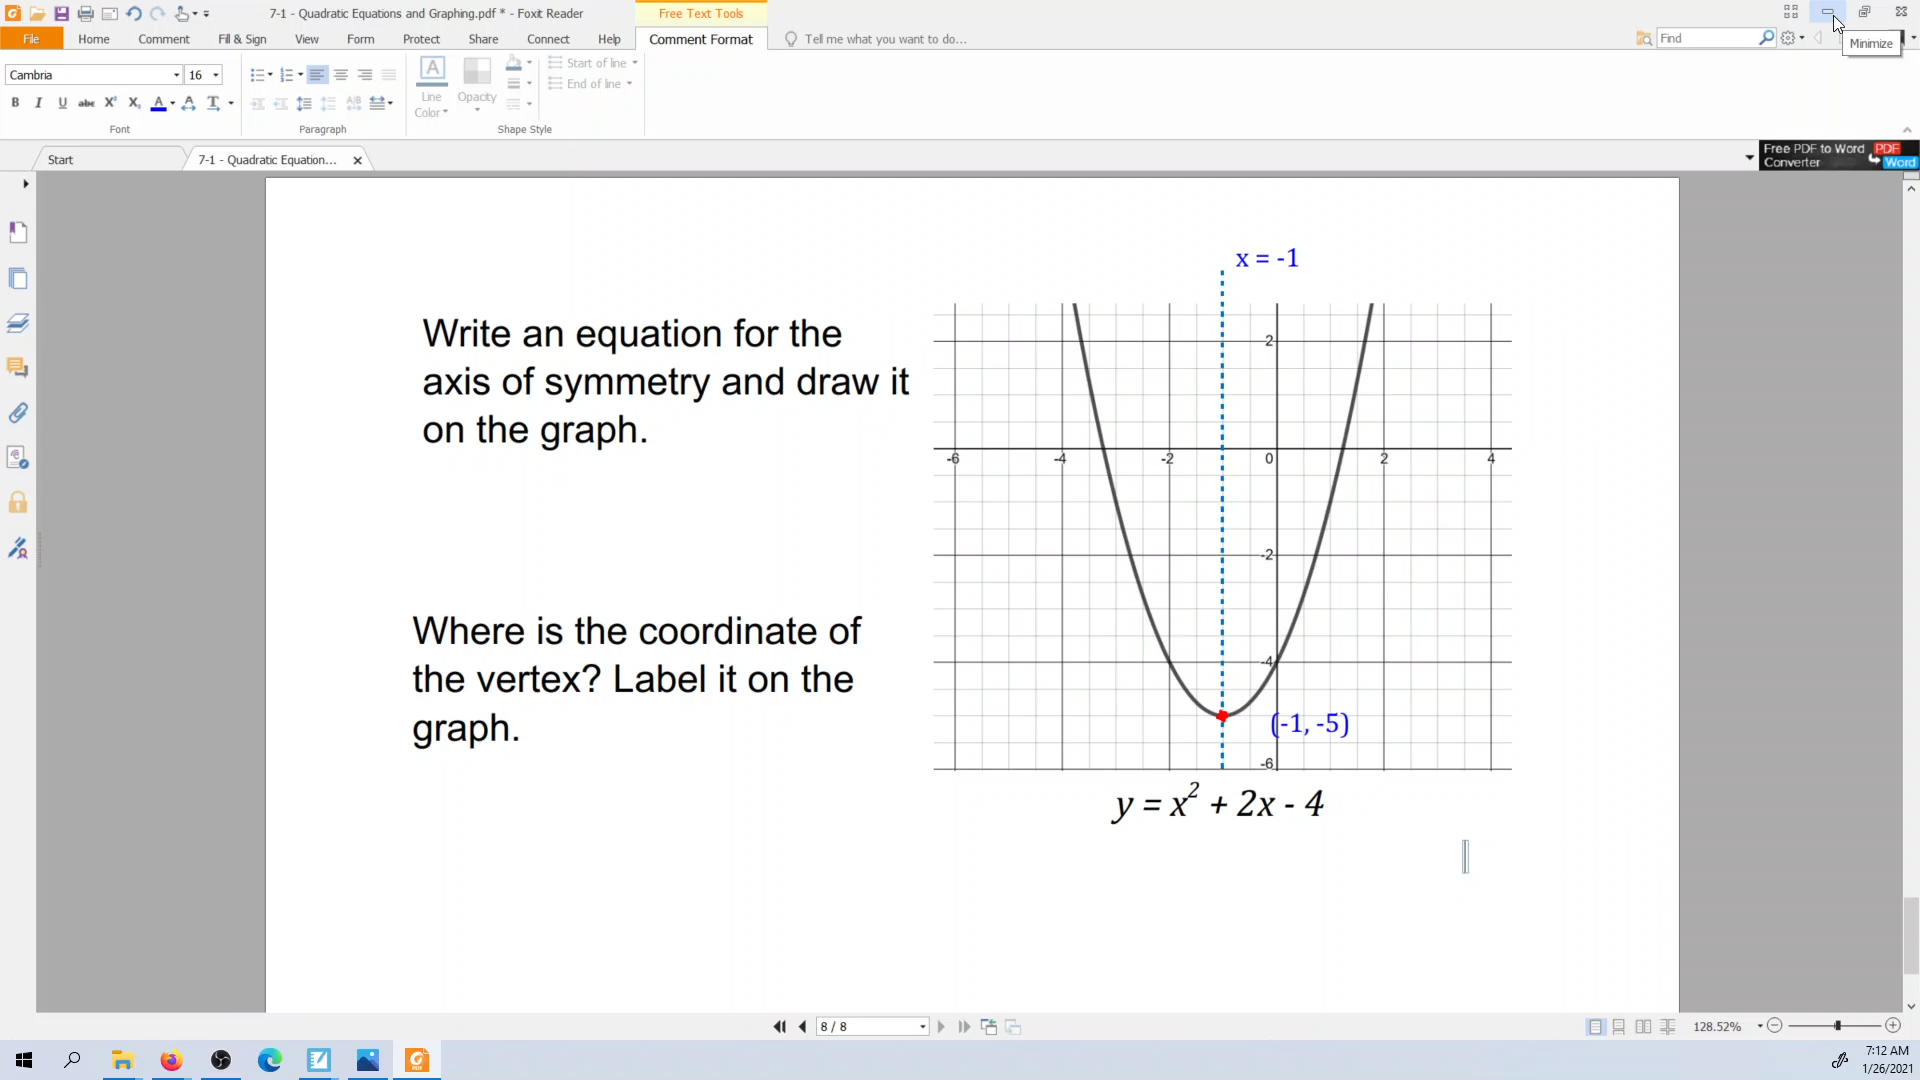 7-1 - Quadratic Equations and Graphing.pdf * - Foxit Reader
Free Text Tools
File
Home
Comment
Fill & Sign
View
Form
Protect
Share
Connect
Help
Comment Format
Tell me what you want to do...
Find
Minimize
Cambria
16
Line
Color
Opacity
Start of line
End of line
Font
Paragraph
Shape Style
Start
7-1 - Quadratic Equation...
Free PDF to Word
Converter
PDF
Word
x = -1
Write an equation for the
axis of symmetry and draw it
on the graph.
2
-6
-4
-2
0
2
4
-2
-4
-6
(-1, -5)
Where is the coordinate of
the vertex? Label it on the
graph.
y = x² + 2x - 4
8 / 8
128.52%
7:12 AM
1/26/2021